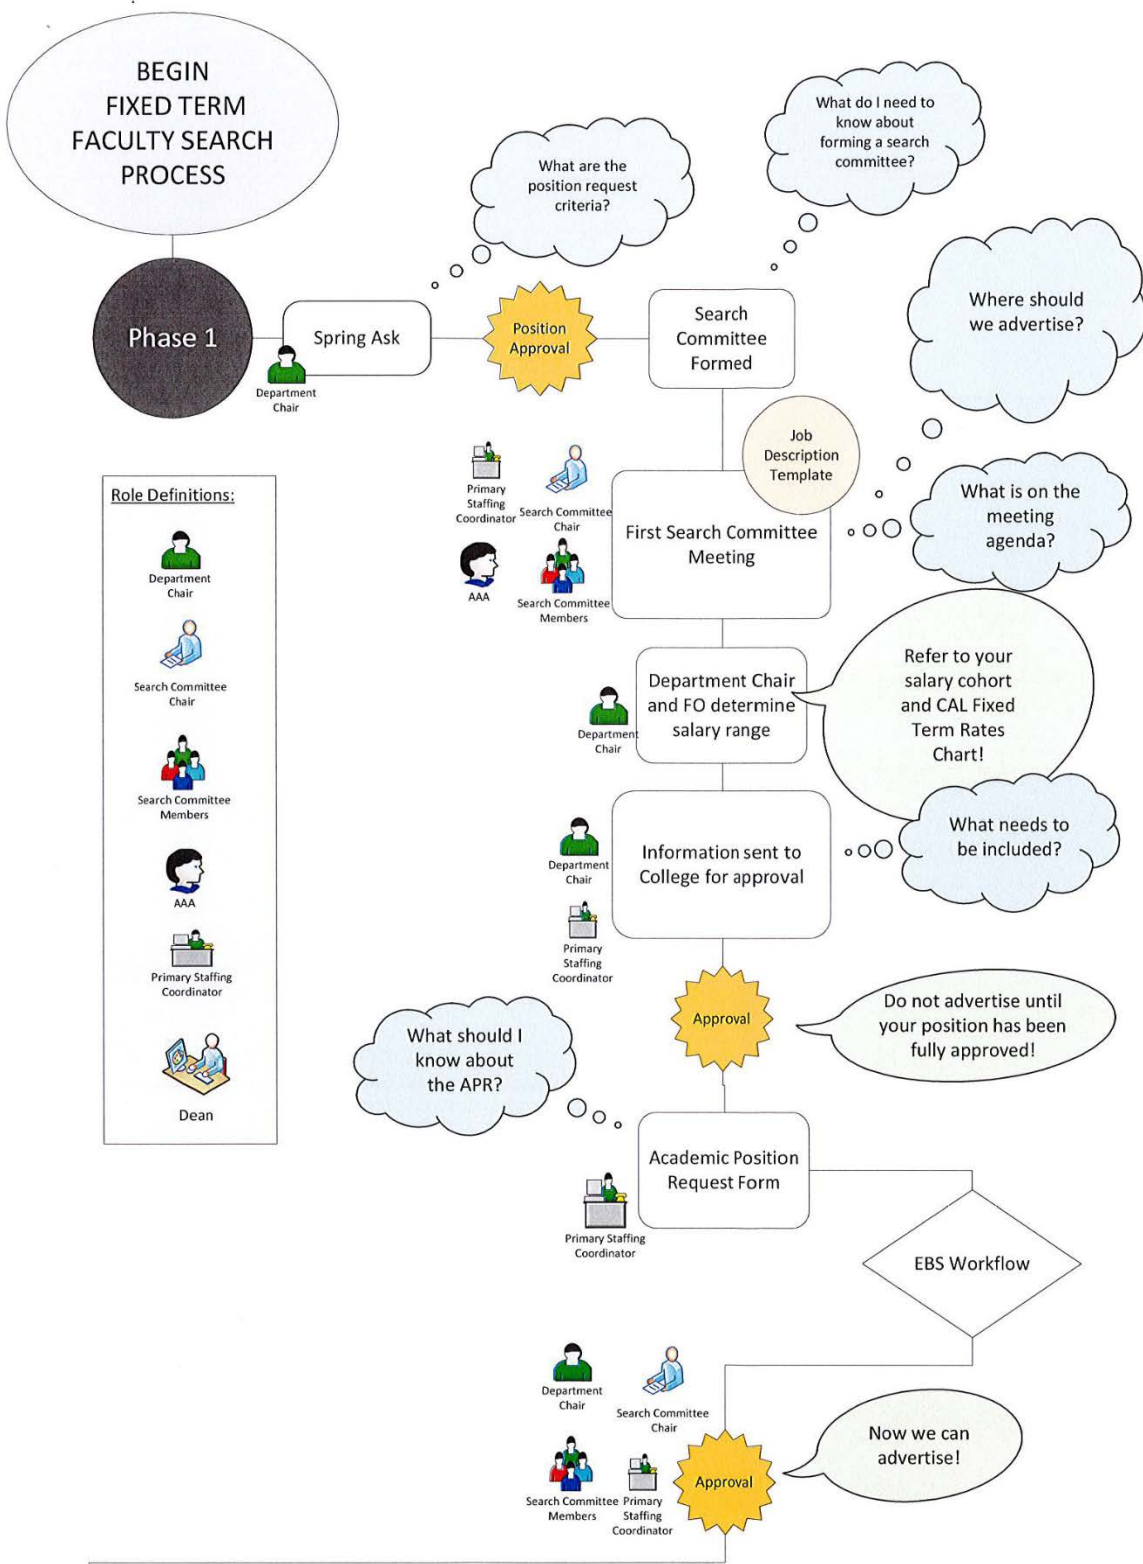 BEGIN
FIXED TERM
FACULTY SEARCH
PROCESS
What are the
position request
criteria?
What do I need to
know about
forming a search
committee?
Phase 1
Spring Ask
Department
Chair
Position
Approval
Search
Committee
Formed
Where should
we advertise?
Job
Description
Template
Primary
Staffing
Coordinator
Search Committee
Chair
AAA
Search Committee
Members
First Search Committee
Meeting
What is on the
meeting
agenda?
Role Definitions:
Department
Chair
Search Committee
Chair
Search Committee
Members
AAA
Primary Staffing
Coordinator
Dean
Department
Chair
Department Chair
and FO determine
salary range
Refer to your
salary cohort
and CAL Fixed
Term Rates
Chart!
Department
Chair
Primary
Staffing
Coordinator
Information sent to
College for approval
What needs to
be included?
Approval
Do not advertise until
your position has been
fully approved!
What should I
know about
the APR?
Primary Staffing
Coordinator
Academic Position
Request Form
EBS Workflow
Department
Chair
Search Committee
Chair
Search Committee
Members
Primary
Staffing
Coordinator
Approval
Now we can
advertise!